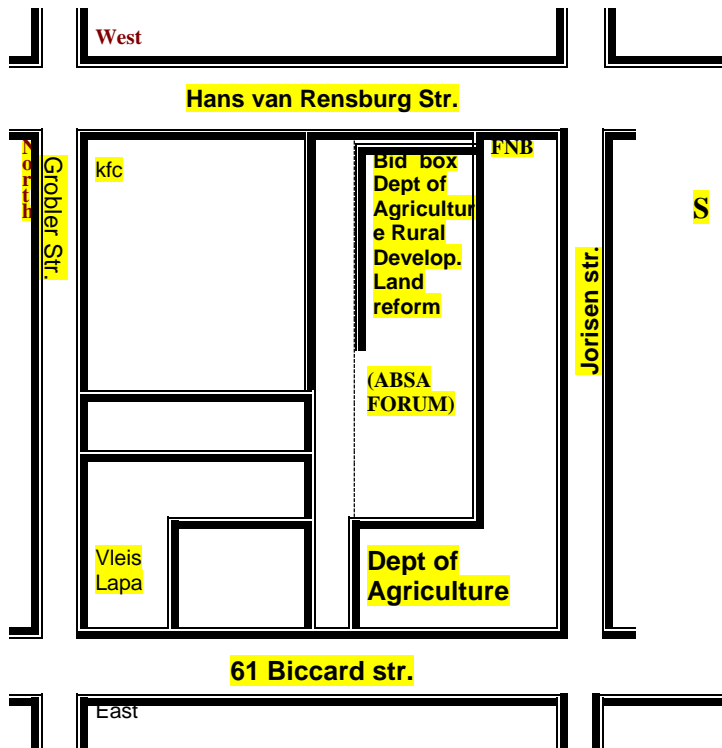 West
Hans van Rensburg Str.
North
Grobler Str.
kfc
Bid box
Dept of
Agricultur
e Rural
Develop.
Land
reform
FNB
S
Jorisen str.
(ABSA
FORUM)
Vleis
Lapa
Dept of
Agriculture
61 Biccard str.
East